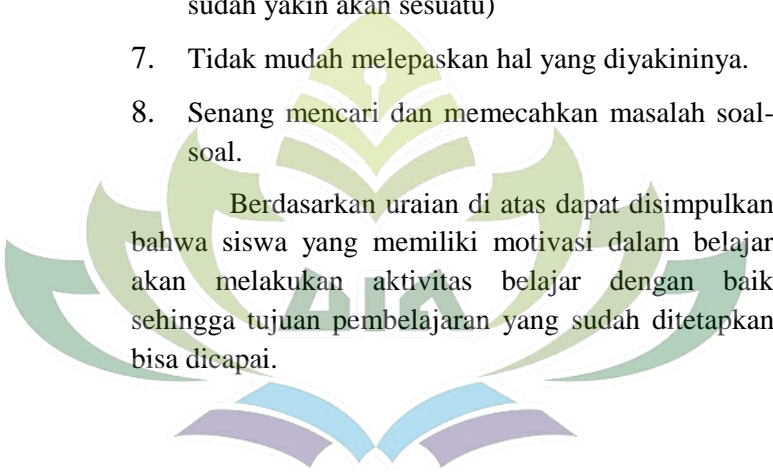 sudah yakin akan sesuatu)
7. Tidak mudah melepaskan hal yang diyakininya.
8. Senang mencari dan memecahkan masalah soal-
soal.
Berdasarkan uraian di atas dapat disimpulkan
bahwa siswa yang memiliki motivasi dalam belajar
akan melakukan aktivitas belajar dengan baik
sehingga tujuan pembelajaran yang sudah ditetapkan
bisa dicapai.